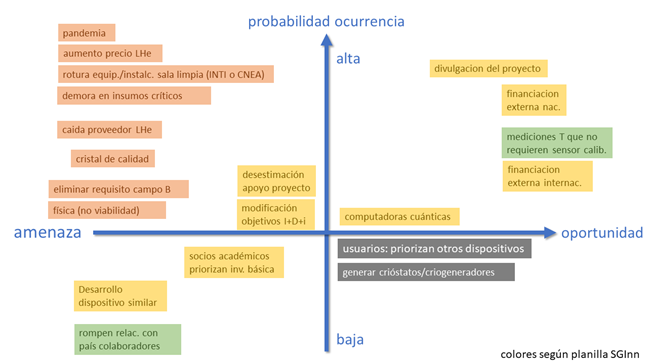 probabilidad ocurrencia
alta
pandemia
aumento precio LHe
rotura equip./instalc. sala limpia (INTI o CNEA)
demora en insumos críticos
caida proveedor LHe
cristal de calidad
eliminar requisito campo B
física (no viabilidad)
desestimación
apoyo proyecto
modificación
objetivos I+D+i
divulgacion del proyecto
financiacion
externa nac.
mediciones T que no
requieren sensor calib.
financiacion
externa internac.
computadoras cuánticas
amenaza
oportunidad
usuarios: priorizan otros dispositivos
generar crióstatos/criogeneradores
socios académicos
priorizan inv. básica
Desarrollo
dispositivo similar
rompen relac. con
país colaboradores
baja
colores según planilla SGInn